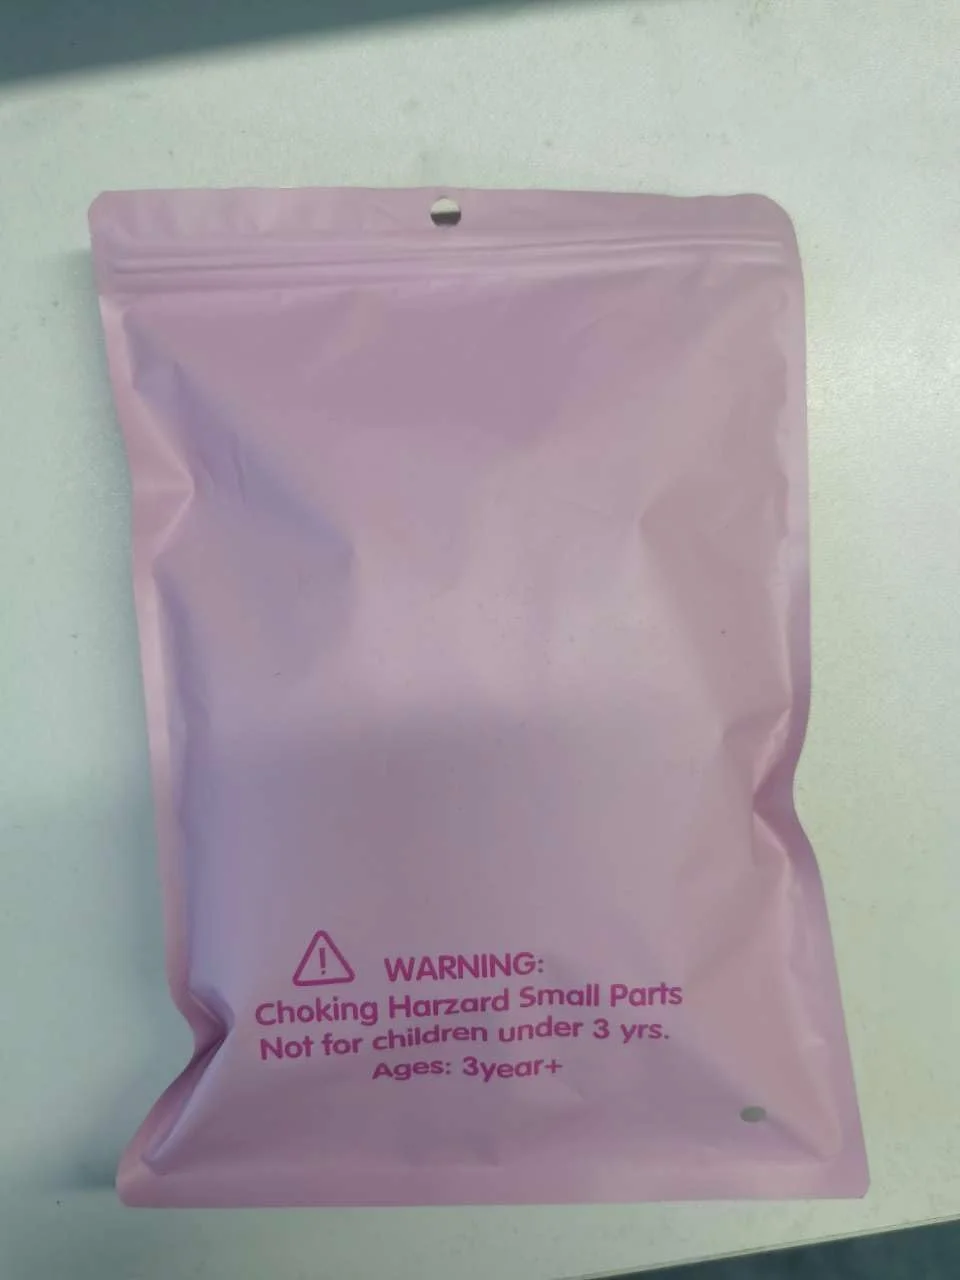 WARNING:
Choking Harzard Small Parts
Not for children under 3 yrs.
Ages: 3year+